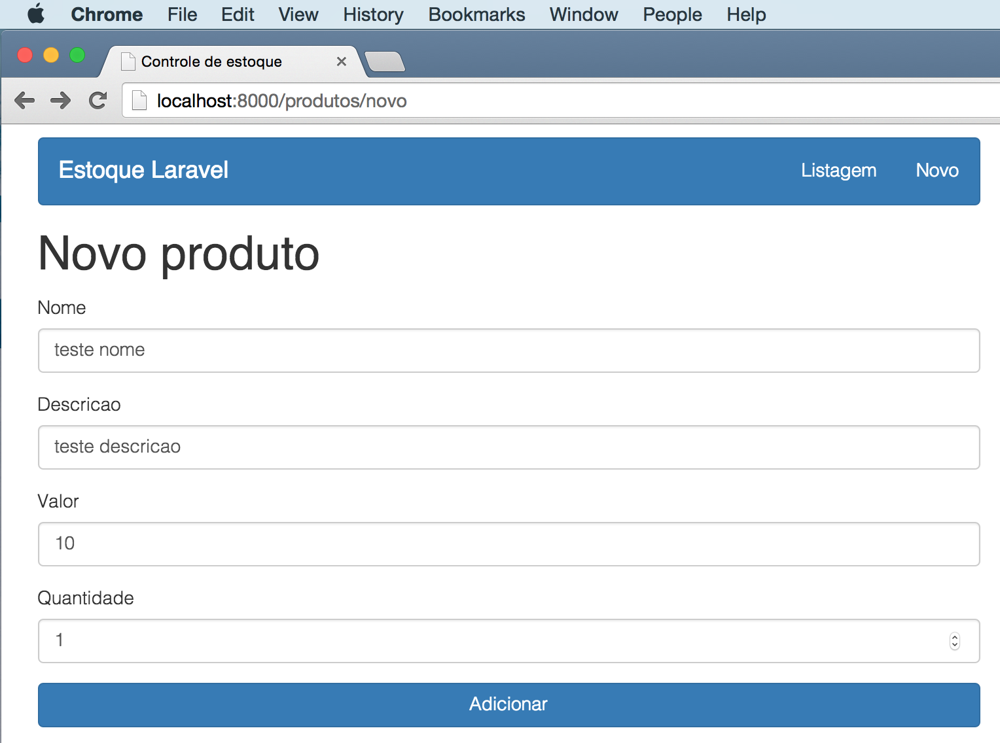 Chrome File Edit View History Bookmarks Window People Help
Controle de estoque
localhost:8000/produtos/novo
Estoque Laravel Listagem Novo
Novo produto
Nome
teste nome
Descricao
teste descricao
Valor
10
Quantidade
1
Adicionar